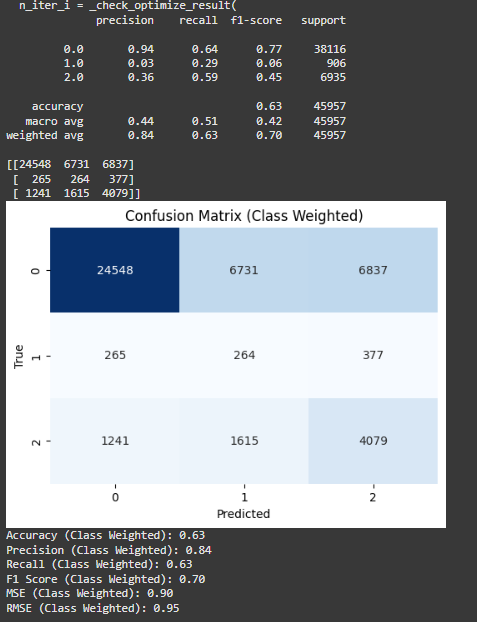 n_iter_i = _check_optimize_result(
precision recall f1-score support
0.0 0.94 0.64 0.77 38116
1.0 0.03 0.29 0.06 906
2.0 0.36 0.59 0.45 6935
accuracy 0.63 45957
macro avg 0.44 0.51 0.42 45957
weighted avg 0.84 0.63 0.70 45957
[[24548 6731 6837]
[ 265 264 377]
[ 1241 1615 4079]]
Confusion Matrix (Class Weighted)
0 24548 6731 6837
1 265 264 377
True
2 1241 1615 4079
0 1 2
Predicted
Accuracy (Class Weighted): 0.63
Precision (Class Weighted): 0.84
Recall (Class Weighted): 0.63
F1 Score (Class Weighted): 0.70
MSE (Class Weighted): 0.90
RMSE (Class Weighted): 0.95